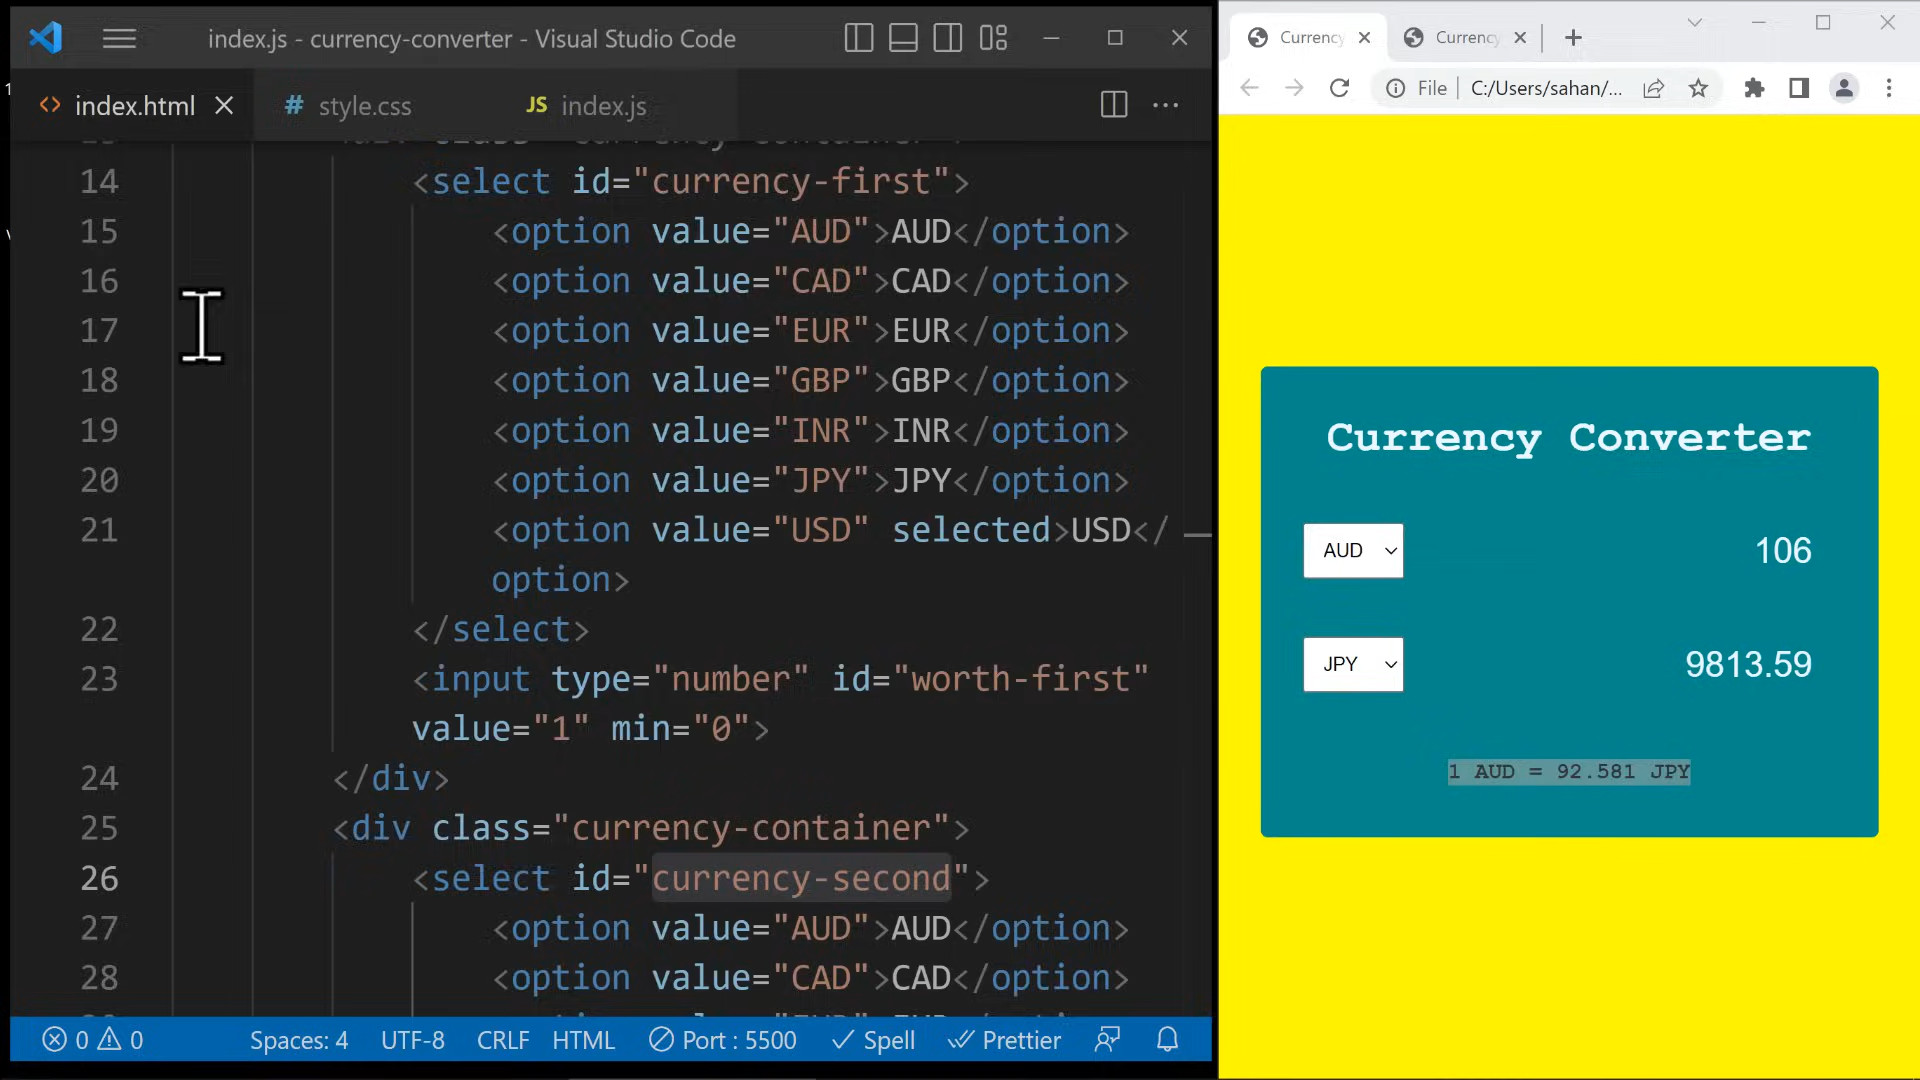 index.js - currency-converter - Visual Studio Code
index.html
style.css
JS index.js
14 <select id="currency-first">
15 <option value="AUD">AUD</option>
16 <option value="CAD">CAD</option>
17 <option value="EUR">EUR</option>
18 <option value="GBP">GBP</option>
19 <option value="INR">INR</option>
20 <option value="JPY">JPY</option>
21 <option value="USD" selected>USD</
option>
22 </select>
23 <input type="number" id="worth-first"
value="1" min="0">
24 </div>
25 <div class="currency-container">
26 <select id="currency-second">
27 <option value="AUD">AUD</option>
28 <option value="CAD">CAD</option>
0 0 Spaces: 4 UTF-8 CRLF HTML Port : 5500 Spell Prettier
Currency
Currency
File C:/Users/sahan/...
Currency Converter
AUD 106
JPY 9813.59
1 AUD = 92.581 JPY